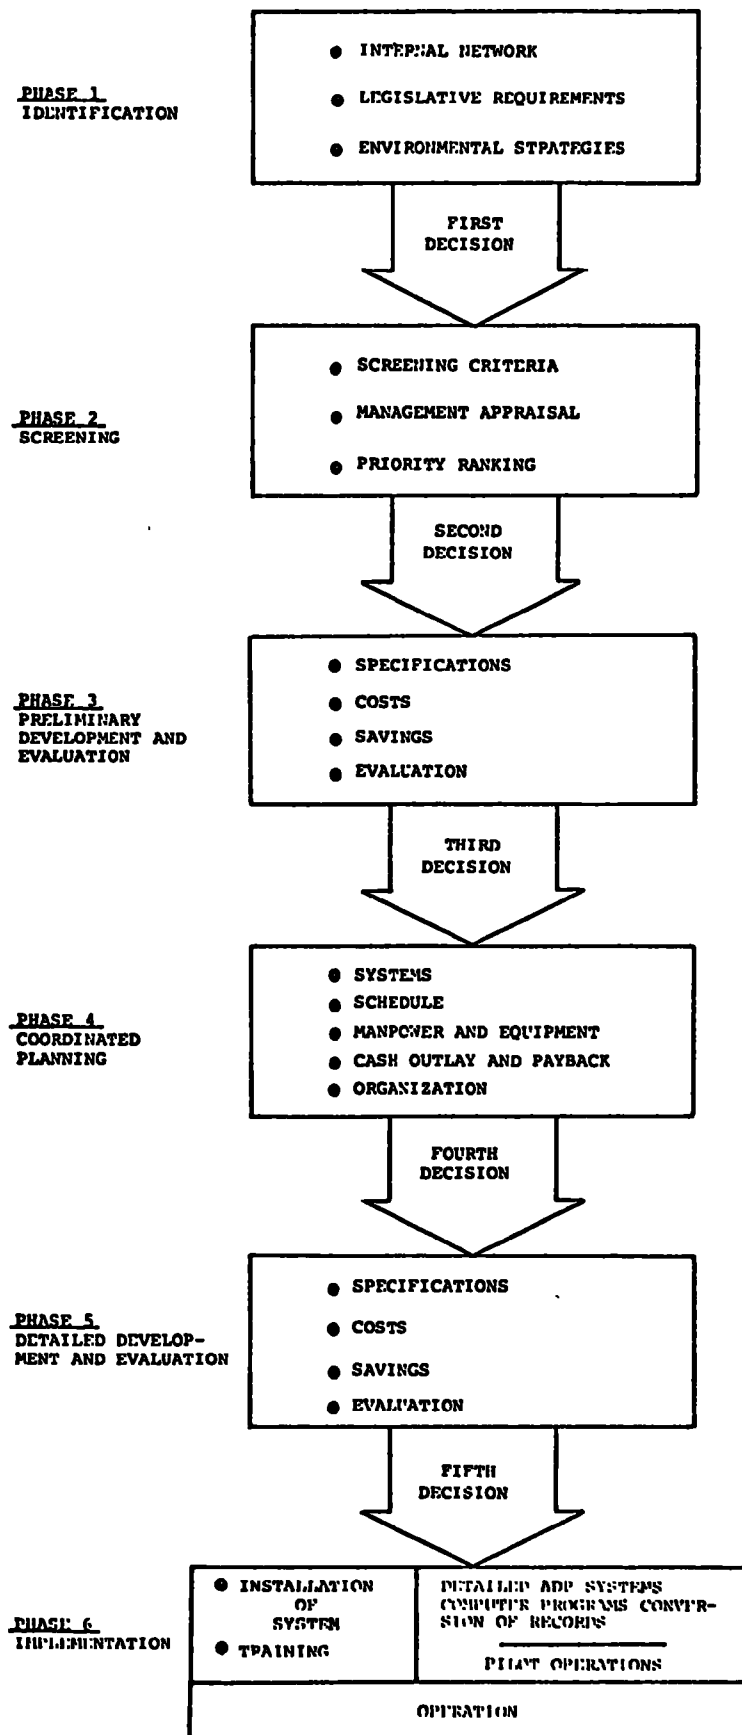 PHASE 1
IDENTIFICATION
● INTERNAL NETWORK
● LEGISLATIVE REQUIREMENTS
● ENVIRONMENTAL STRATEGIES
FIRST
DECISION
PHASE 2
SCREENING
● SCREENING CRITERIA
● MANAGEMENT APPRAISAL
● PRIORITY RANKING
SECOND
DECISION
PHASE 3
PRELIMINARY
DEVELOPMENT AND
EVALUATION
● SPECIFICATIONS
● COSTS
● SAVINGS
● EVALUATION
THIRD
DECISION
PHASE 4
COORDINATED
PLANNING
● SYSTEMS
● SCHEDULE
● MANPOWER AND EQUIPMENT
● CASH OUTLAY AND PAYBACK
● ORGANIZATION
FOURTH
DECISION
PHASE 5
DETAILED DEVELOP-
MENT AND EVALUATION
● SPECIFICATIONS
● COSTS
● SAVINGS
● EVALUATION
FIFTH
DECISION
PHASE 6
IMPLEMENTATION
● INSTALLATION
OF
SYSTEM
● TRAINING
DETAILED ADP SYSTEMS
COMPUTER PROGRAMS CONVER-
SION OF RECORDS
PILOT OPERATIONS
OPERATION